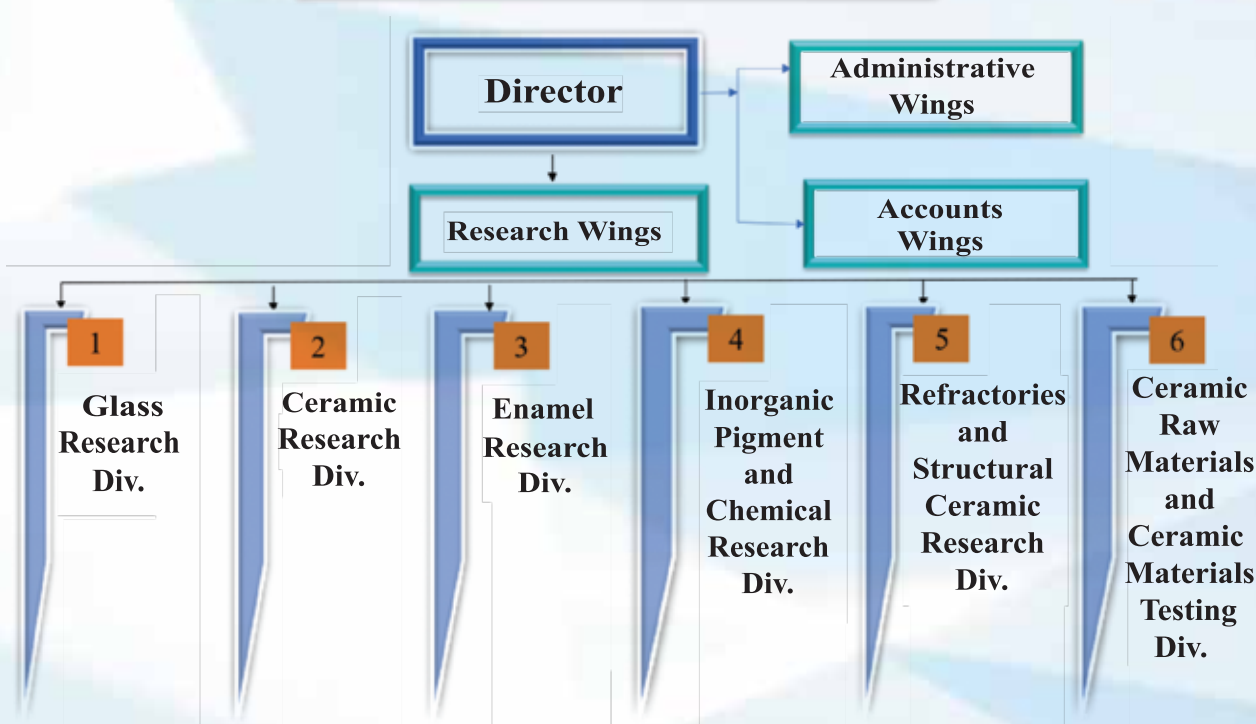 Director
Administrative
Wings
Research Wings
Accounts
Wings
1
Glass
Research
Div.
2
Ceramic
Research
Div.
3
Enamel
Research
Div.
4
Inorganic
Pigment
and
Chemical
Research
Div.
5
Refractories
and
Structural
Ceramic
Research
Div.
6
Ceramic
Raw
Materials
and
Ceramic
Materials
Testing
Div.